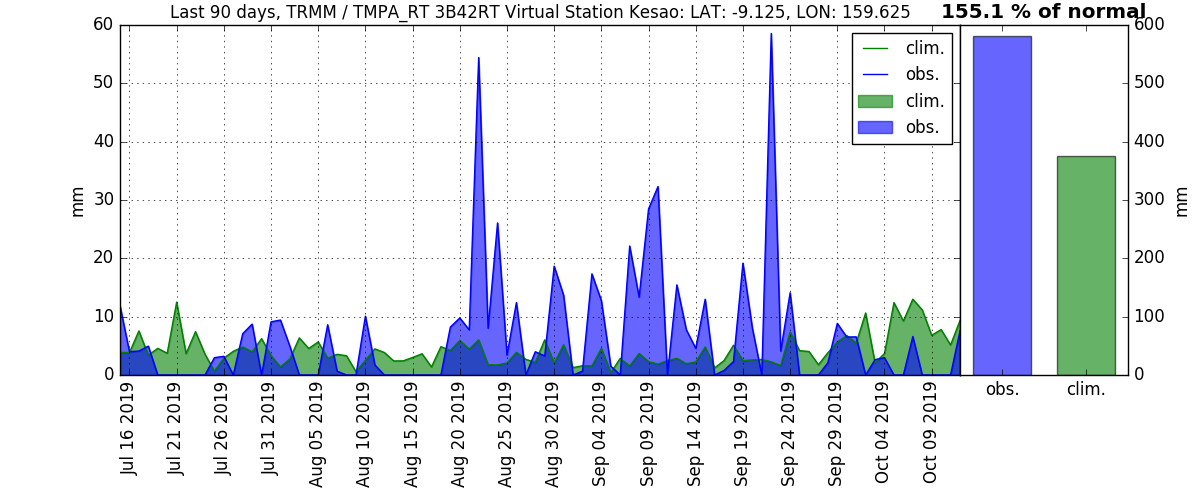 Last 90 days, TRMM / TMPA_RT 3B42RT Virtual Station Kesao: LAT: -9.125, LON: 159.625
155.1 % of normal
60
50
40
30
20
10
0
mm
clim.
obs.
clim.
obs.
600
500
400
300
200
100
0
mm
Jul 16 2019
Jul 21 2019
Jul 26 2019
Jul 31 2019
Aug 05 2019
Aug 10 2019
Aug 15 2019
Aug 20 2019
Aug 25 2019
Sep 04 2019
Aug 30 2019
Sep 09 2019
Sep 14 2019
Sep 19 2019
Sep 24 2019
Sep 29 2019
Oct 04 2019
Oct 09 2019
obs.
clim.